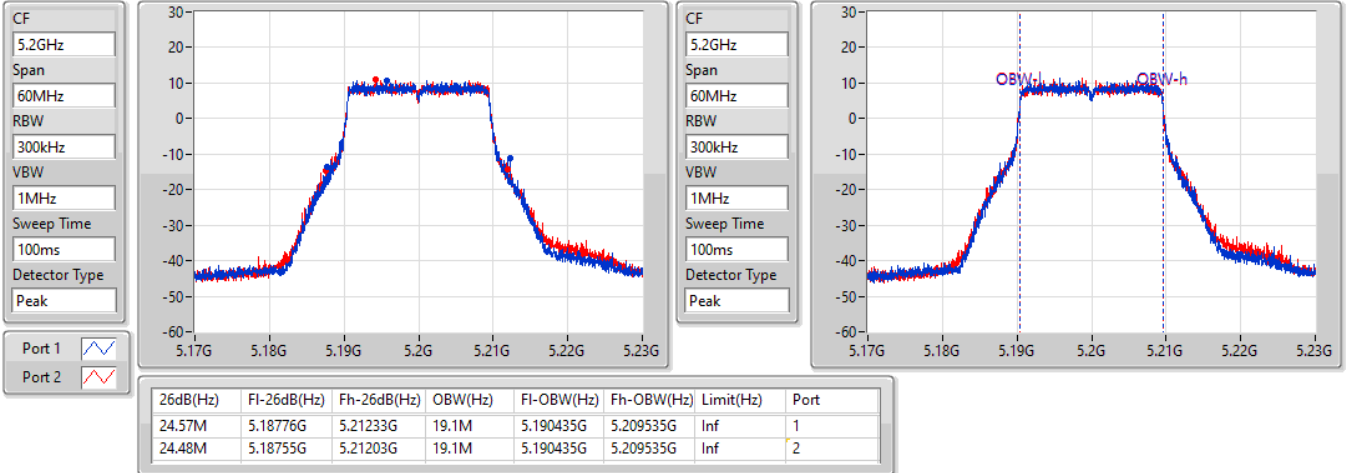 CF
5.2GHz
Span
60MHz
RBW
300kHz
VBW
1MHz
Sweep Time
100ms
Detector Type
Peak
Port 1
Port 2
30
20
10
0
-10
-20
-30
-40
-50
-60
5.17G 5.18G 5.19G 5.2G 5.21G 5.22G 5.23G
CF
5.2GHz
Span
60MHz
RBW
300kHz
VBW
1MHz
Sweep Time
100ms
Detector Type
Peak
30
20
10
0
-10
-20
-30
-40
-50
-60
OBW-l OBW-h
5.17G 5.18G 5.19G 5.2G 5.21G 5.22G 5.23G
26dB(Hz) Fl-26dB(Hz) Fh-26dB(Hz) OBW(Hz) Fl-OBW(Hz) Fh-OBW(Hz) Limit(Hz) Port
24.57M 5.18776G 5.21233G 19.1M 5.190435G 5.209535G Inf 1
24.48M 5.18755G 5.21203G 19.1M 5.190435G 5.209535G Inf 2